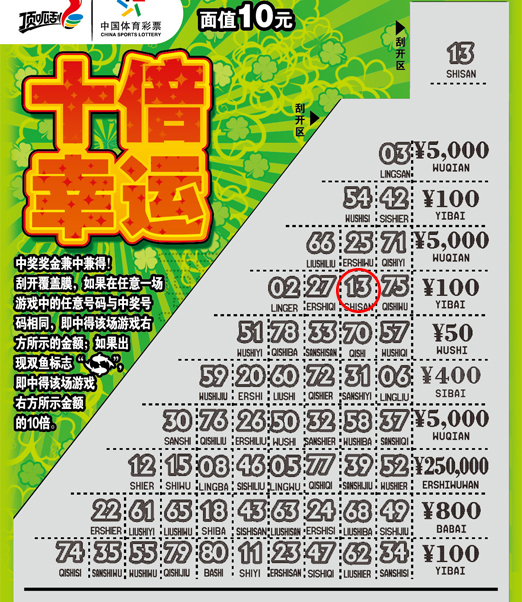 顶呱刮
中国体育彩票
CHINA SPORTS LOTTERY
面值10元
刮开区
刮开区
十倍
幸运
中奖奖金兼中兼得!
刮开覆盖膜，如果在任意一场
游戏中的任意号码与中奖号
码相同，即中得该场游戏右
方所示的金额；如果出
现双鱼标志“ ”，
即中得该场游戏
右方所示金额
的10倍。
13
SHISAN
03 ¥5,000
LINGSAN WUQIAN
54 42 ¥100
WUSHISI SISHIER YIBAI
66 25 71 ¥5,000
LIUSHILIU ERSHIWU QISHIYI WUQIAN
02 27 13 75 ¥100
LINGER ERSHIQI SHISAN QISHIWU YIBAI
51 78 33 70 57 ¥50
WUSHIYI QISHIBA SANSHISAN QISHI WUSHIQI WUSHI
59 20 60 72 31 06 ¥400
WUSHIJIU ERSHI LIUSHI QISHIER SANSHIYI LINGLIU SIBAI
30 76 26 50 32 58 37 ¥5,000
SANSHI QISHILIU ERSHILIU WUSHI SANSHIER WUSHIBA SANSHIQI WUQIAN
12 15 08 46 05 77 39 52 ¥250,000
SHIER SHIWU LINGBA SISHILIU LINGWU QISHIQI SANSHIJIU WUSHIER ERSHIWUWAN
22 61 65 18 43 63 24 68 49 ¥800
ERSHIER LIUSHIYI LIUSHIWU SHIBA SISHISAN LIUSHISAN ERSHISI LIUSHIBA SISHIJIU BABAI
74 35 55 79 80 11 23 47 62 34 ¥100
QISHISI SANSHIWU WUSHIWU QISHIJIU BASHI SHIYI ERSHISAN SISHIQI LIUSHIER SANSHISI YIBAI